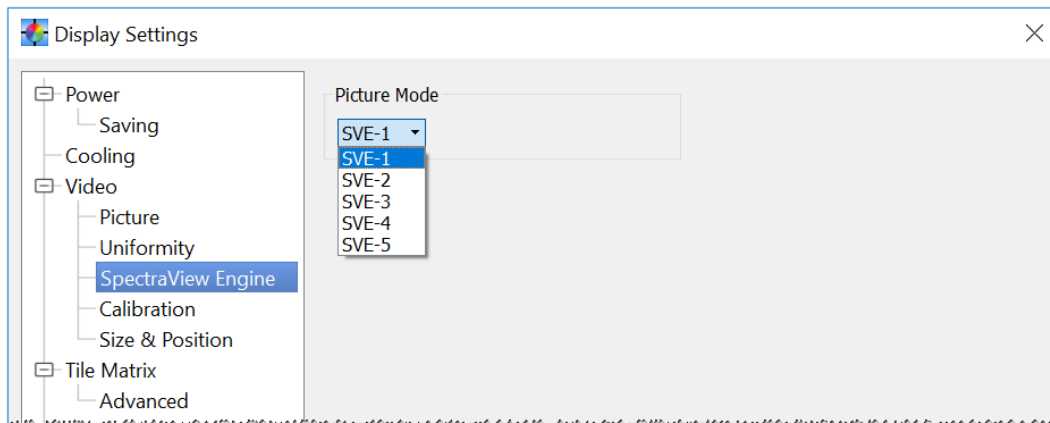 Display Settings
Power
Saving
Cooling
Video
Picture
Uniformity
SpectraView Engine
Calibration
Size & Position
Tile Matrix
Advanced
Picture Mode
SVE-1
SVE-1
SVE-2
SVE-3
SVE-4
SVE-5